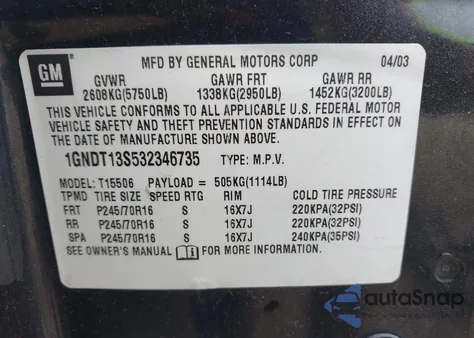 GM
MFD BY GENERAL MOTORS CORP 04/03
GVWR GAWR FRT GAWR RR
2608KG(5750LB) 1338KG(2950LB) 1452KG(3200LB)
THIS VEHICLE CONFORMS TO ALL APPLICABLE U.S. FEDERAL MOTOR
VEHICLE SAFETY AND THEFT PREVENTION STANDARDS IN EFFECT ON
THE DATE OF MANUFACTURE SHOWN ABOVE.
1GNDT13S532346735 TYPE: M.P.V.
MODEL: T15506 PAYLOAD = 505KG(1114LB)
TPMD TIRE SIZE SPEED RTG RIM COLD TIRE PRESSURE
FRT P245/70R16 S 16X7J 220KPA(32PSI)
RR P245/70R16 S 16X7J 220KPA(32PSI)
SPA P245/70R16 S 16X7J 240KPA(35PSI)
SEE OWNER'S MANUAL FOR MORE INFORMATION.
autoSnap